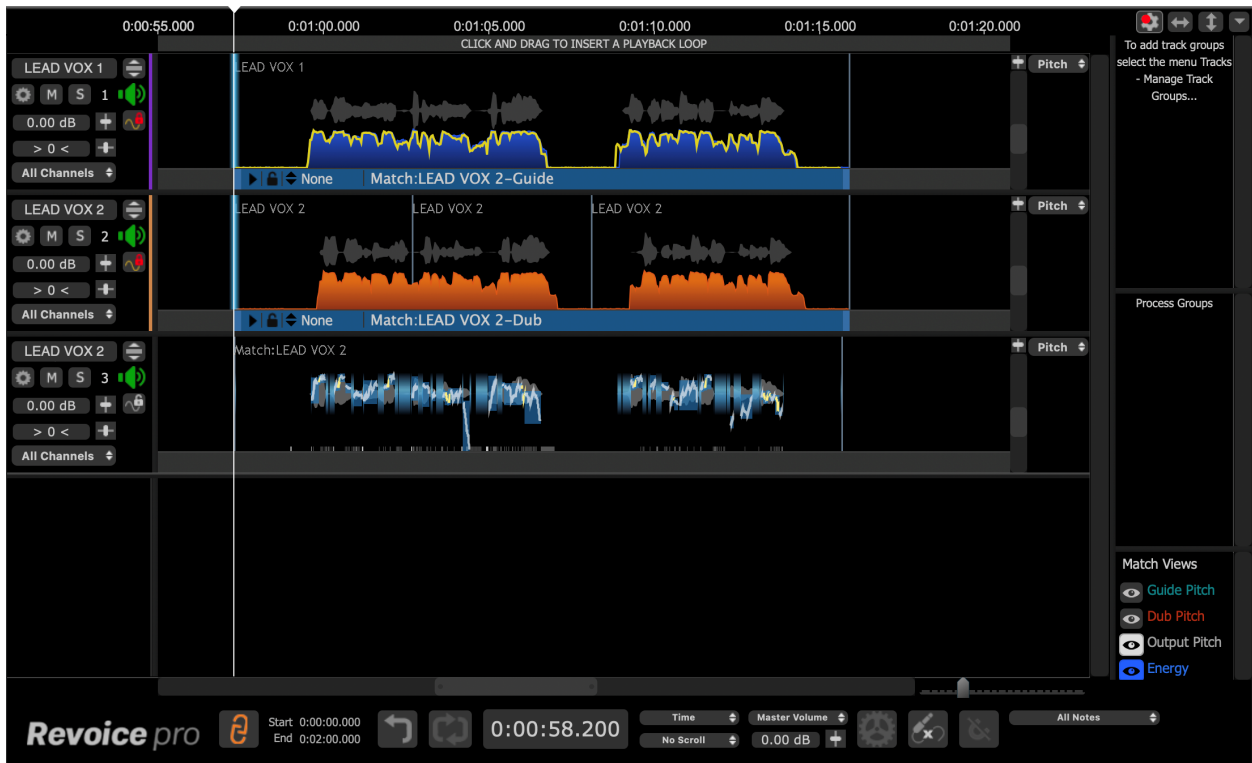 0:00:55.000 0:01:00.000 0:01:05.000 0:01:10.000 0:01:15.000 0:01:20.000
CLICK AND DRAG TO INSERT A PLAYBACK LOOP
To add track groups
select the menu Tracks
- Manage Track
Groups...
LEAD VOX 1
M S 1
0.00 dB
> 0 <
All Channels
LEAD VOX 1
Pitch
None Match:LEAD VOX 2-Guide
LEAD VOX 2
M S 2
0.00 dB
> 0 <
All Channels
LEAD VOX 2 LEAD VOX 2 LEAD VOX 2
Pitch
None Match:LEAD VOX 2-Dub
Process Groups
LEAD VOX 2
M S 3
0.00 dB
> 0 <
All Channels
Match:LEAD VOX 2
Pitch
Match Views
Guide Pitch
Dub Pitch
Output Pitch
Energy
Revoice pro
Start 0:00:00.000
End 0:02:00.000
0:00:58.200
Time
No Scroll
Master Volume
0.00 dB
All Notes